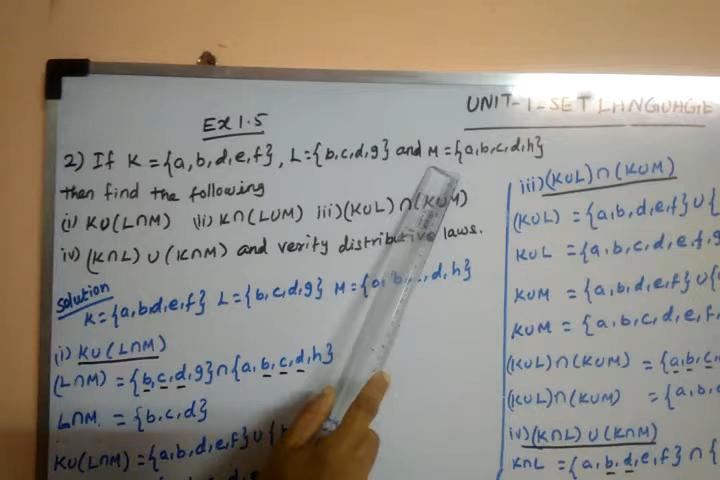 UNIT-1-SET LANGUAGE
Ex 1.5
2) If K = {a,b,d,e,f}, L={b,c,d,g} and M = {a,b,c,d,h}
then find the following
(i) K∪(L∩M) (ii) K∩(L∪M) iii)(K∪L)∩(K∪M)
iv) (K∩L) ∪ (K∩M) and verify distributive laws.
Solution
K={a,b,d,e,f} L={b,c,d,g} M={a,b, ,d,h}
(i) K∪(L∩M)
(L∩M) = {b,c,d,g}∩{a,b,c,d,h}
L∩M. = {b,c,d}
K∪(L∩M) = {a,b,d,e,f}∪{
iii)(K∪L)∩(K∪M)
(K∪L) = {a,b,d,e,f}∪{
K∪L = {a,b,c,d,e,f,g
K∪M = {a,b,d,e,f}∪{
K∪M = {a,b,c,d,e,f,
(K∪L)∩(K∪M) = {a,b,c,
(K∪L)∩(K∪M) = {a,b,
iv)(K∩L) ∪ (K∩M)
K∩L = {a,b,d,e,f} ∩ {